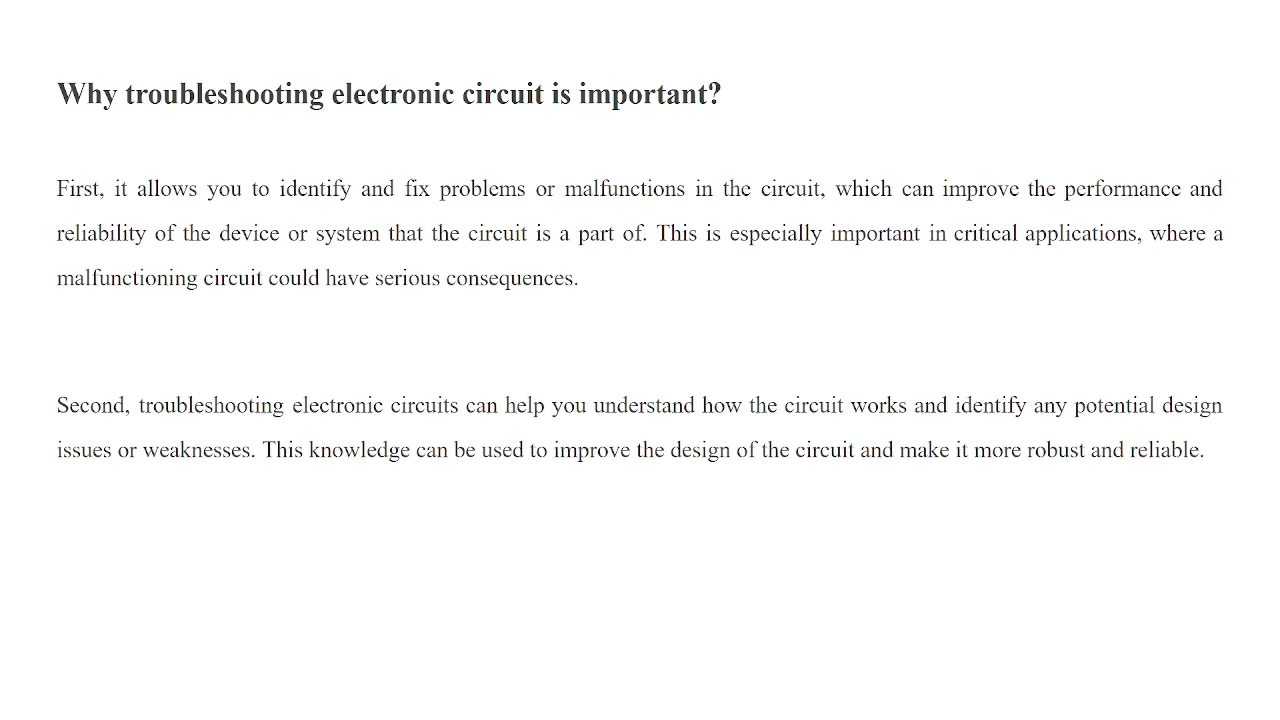 Why troubleshooting electronic circuit is important?
First, it allows you to identify and fix problems or malfunctions in the circuit, which can improve the performance and
reliability of the device or system that the circuit is a part of. This is especially important in critical applications, where a
malfunctioning circuit could have serious consequences.
Second, troubleshooting electronic circuits can help you understand how the circuit works and identify any potential design
issues or weaknesses. This knowledge can be used to improve the design of the circuit and make it more robust and reliable.